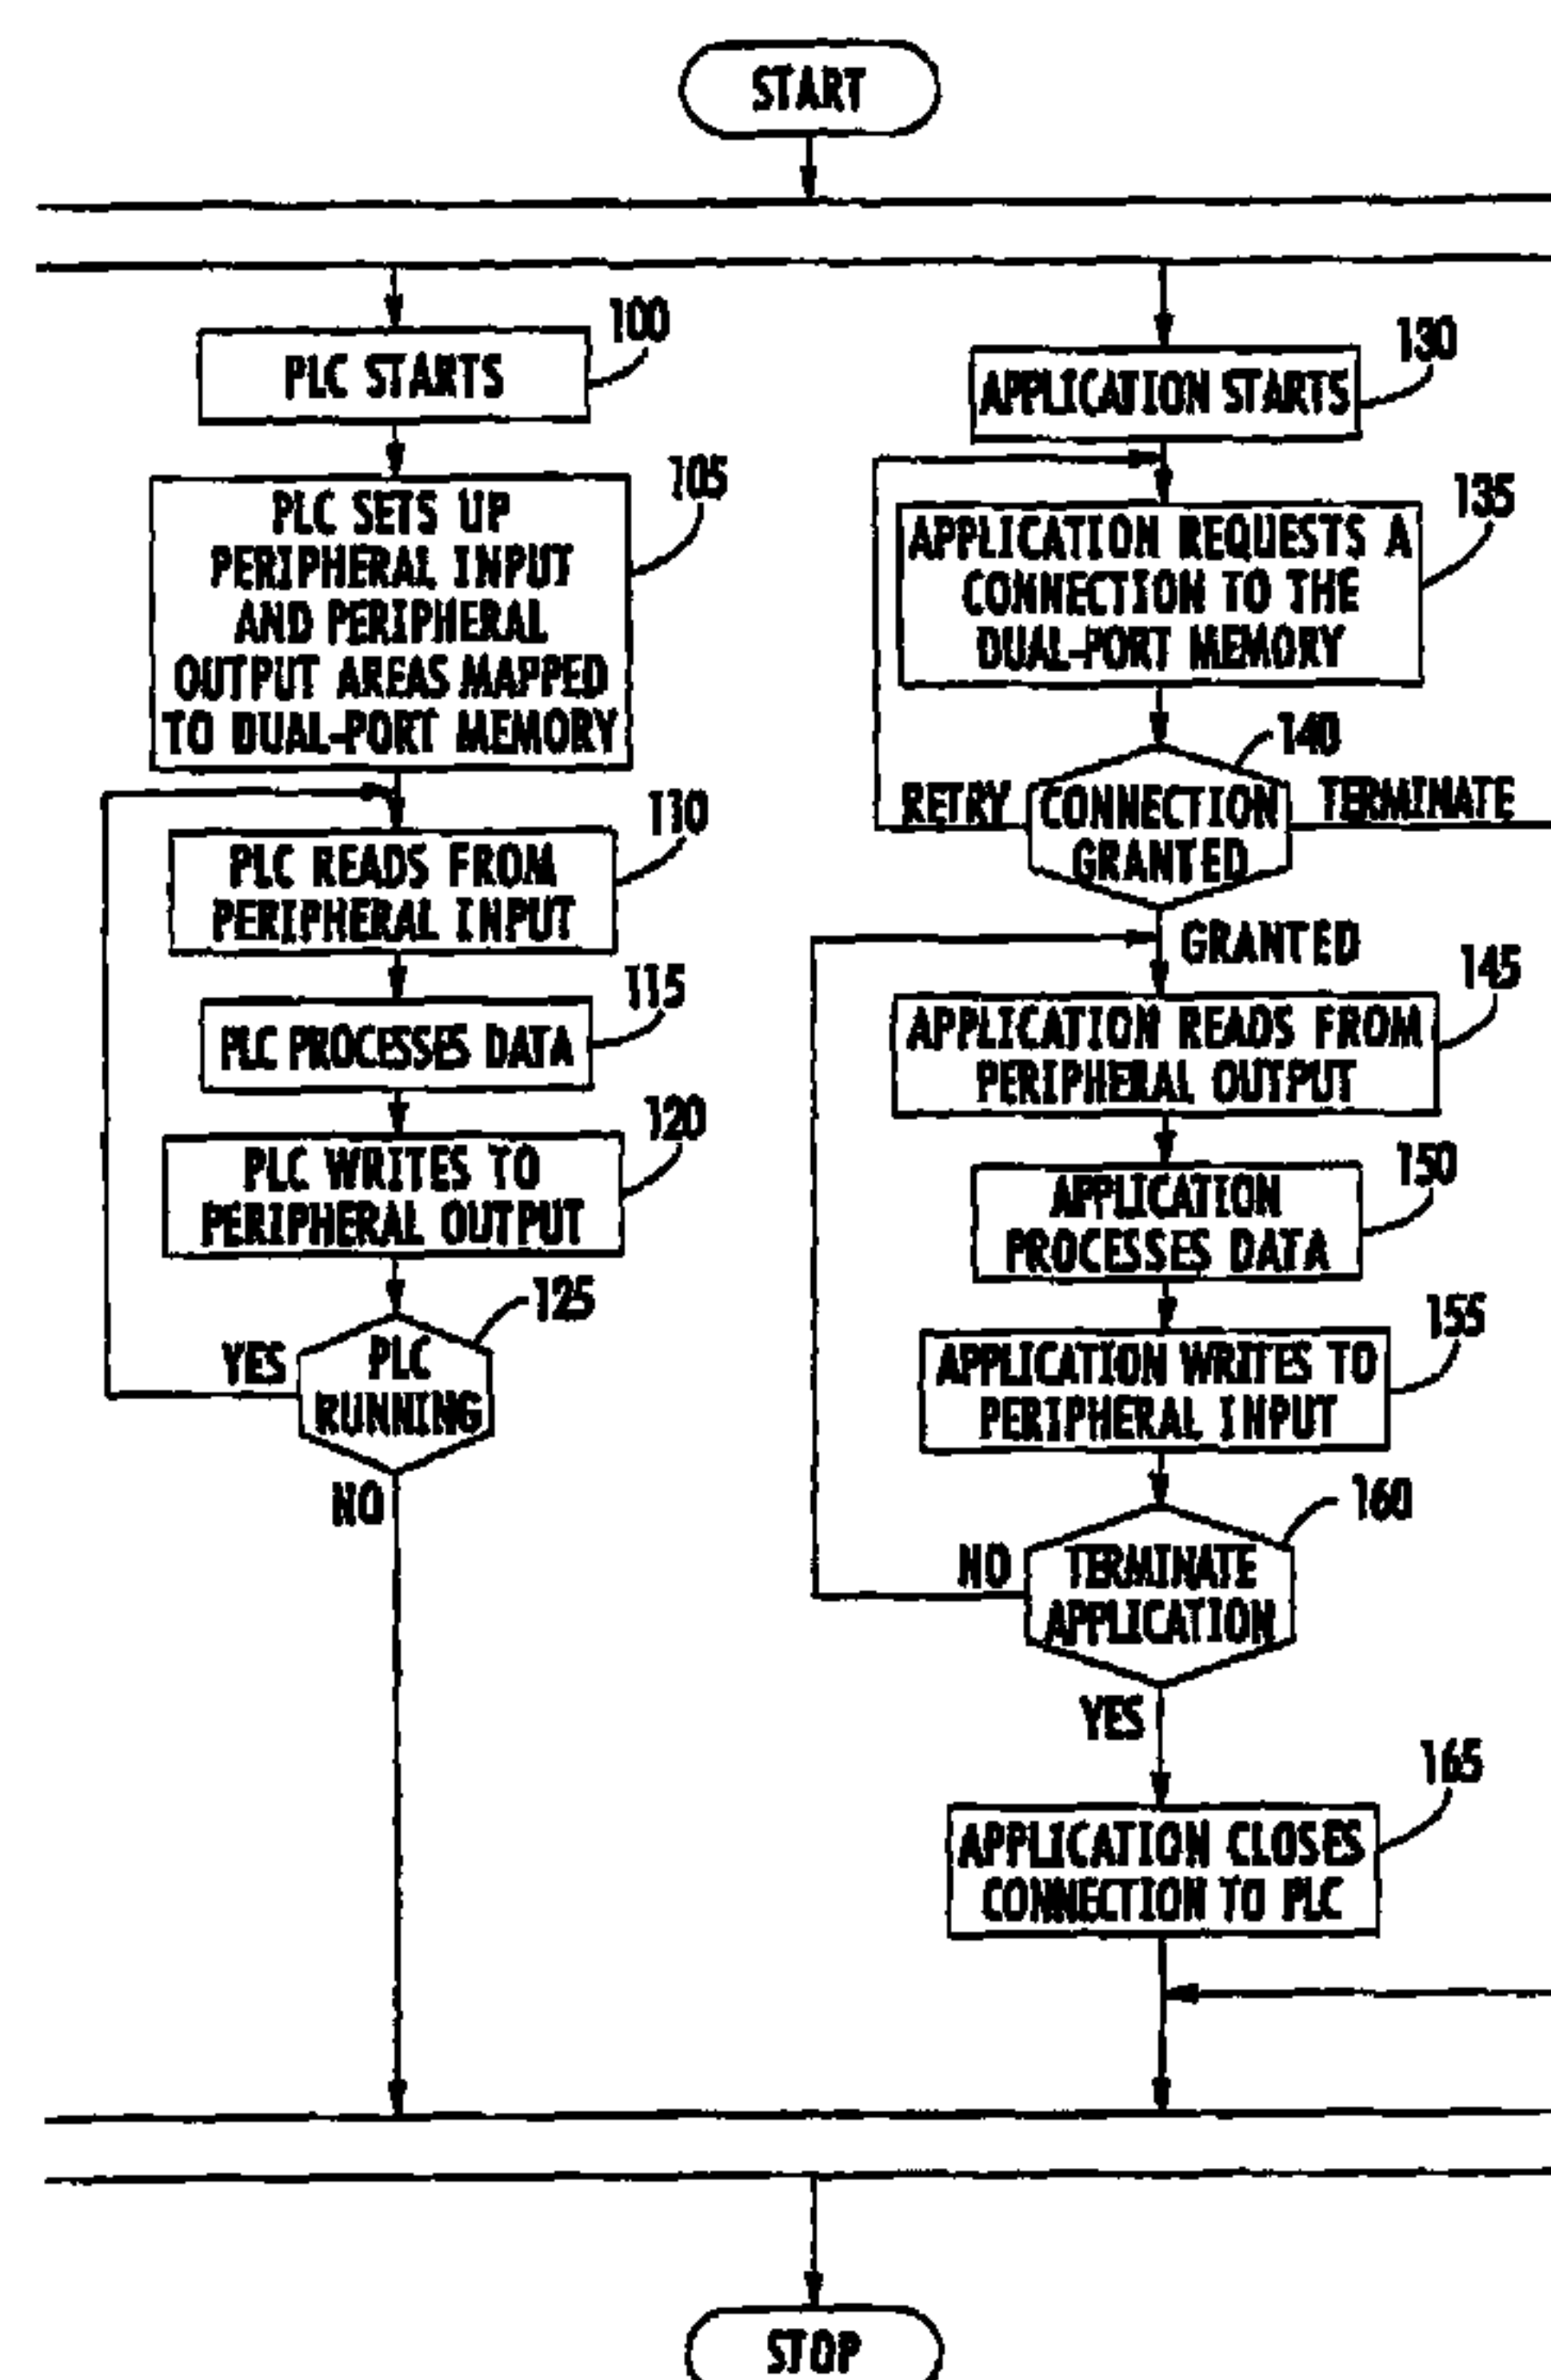 START
100
PLC STARTS
105
PLC SETS UP
PERIPHERAL INPUT
AND PERIPHERAL
OUTPUT AREAS MAPPED
TO DUAL-PORT MEMORY
110
PLC READS FROM
PERIPHERAL INPUT
115
PLC PROCESSES DATA
120
PLC WRITES TO
PERIPHERAL OUTPUT
125
YES
PLC
RUNNING
NO
130
APPLICATION STARTS
135
APPLICATION REQUESTS A
CONNECTION TO THE
DUAL-PORT MEMORY
140
RETRY
CONNECTION
GRANTED
TERMINATE
GRANTED
145
APPLICATION READS FROM
PERIPHERAL OUTPUT
150
APPLICATION
PROCESSES DATA
155
APPLICATION WRITES TO
PERIPHERAL INPUT
160
NO
TERMINATE
APPLICATION
YES
165
APPLICATION CLOSES
CONNECTION TO PLC
STOP